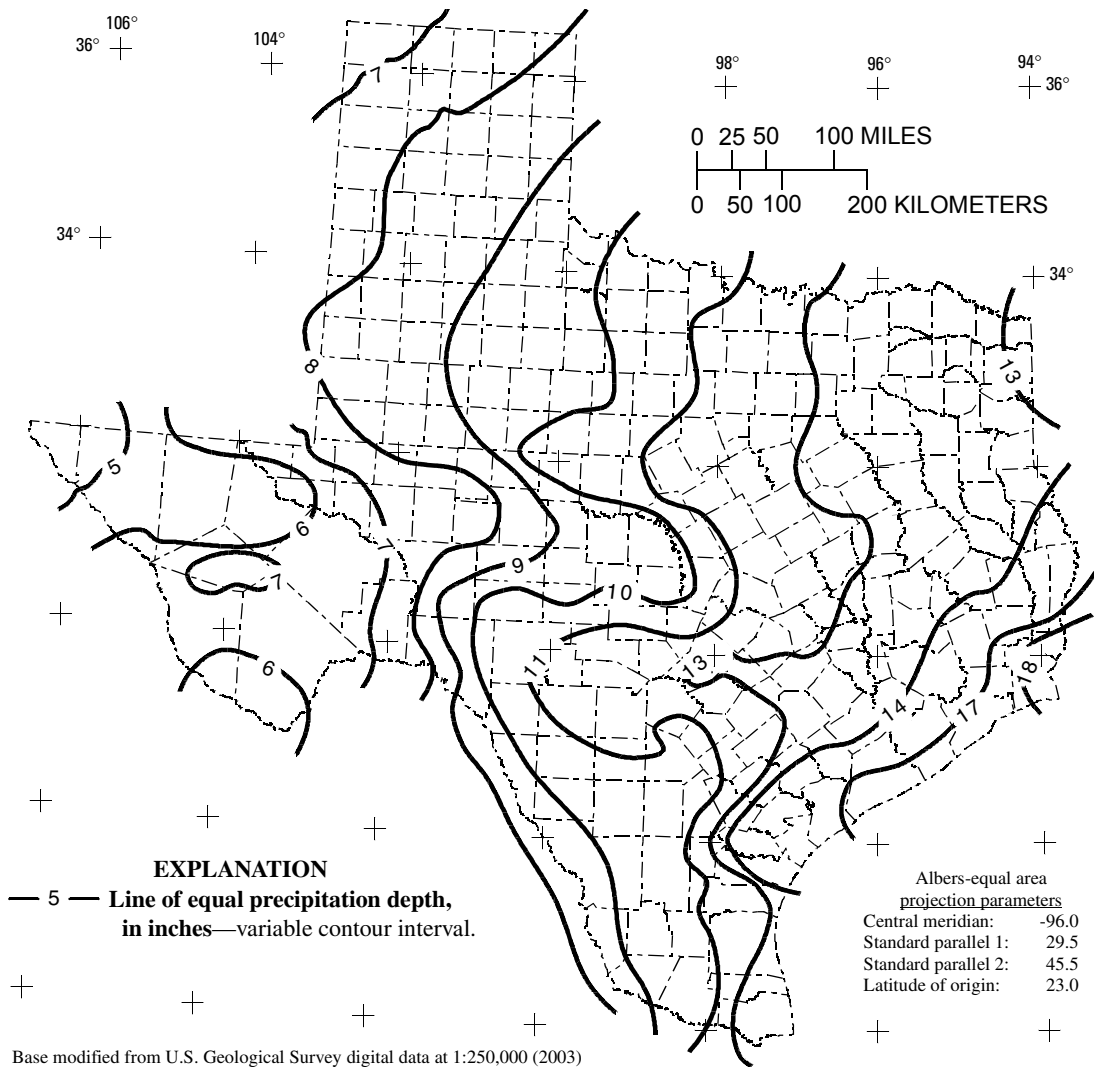 106°
36°
104°
98°
96°
94°
36°
7
0 25 50 100 MILES
0 50 100 200 KILOMETERS
34°
34°
8
13
5
6
7
9
7
10
6
11
13
18
14
17
EXPLANATION
5 Line of equal precipitation depth,
in inches—variable contour interval.
Albers-equal area
projection parameters
Central meridian: -96.0
Standard parallel 1: 29.5
Standard parallel 2: 45.5
Latitude of origin: 23.0
Base modified from U.S. Geological Survey digital data at 1:250,000 (2003)